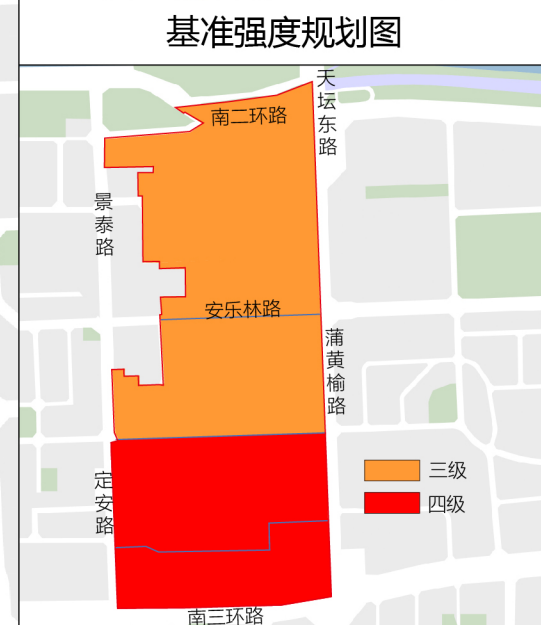 基准强度规划图
天坛东路
南二环路
景泰路
安乐林路
蒲黄榆路
三级
四级
定安路
南三环路